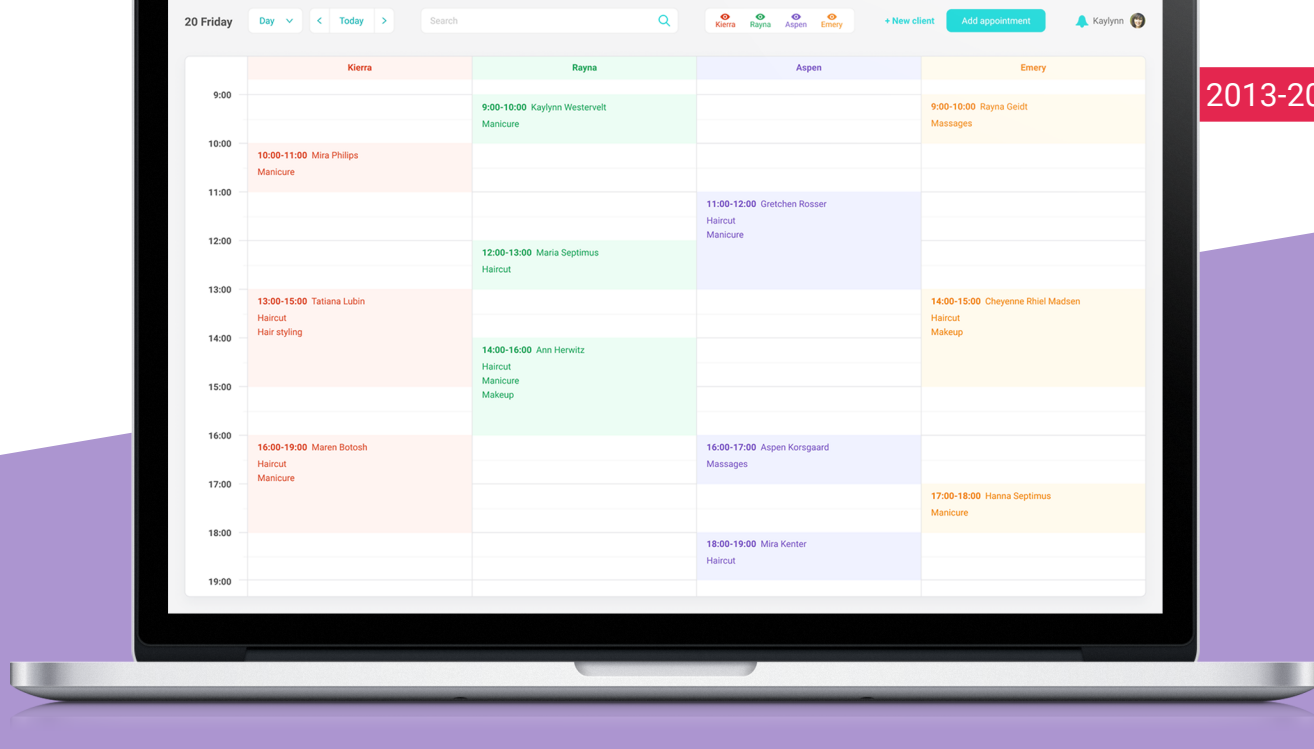 20 Friday
Day
Today
Search
Kierra
Rayna
Aspen
Emery
+ New client
Add appointment
Kaylynn
Kierra
Rayna
Aspen
Emery
2013-20
9:00
9:00-10:00 Kaylynn Westervelt
Manicure
9:00-10:00 Rayna Geidt
Massages
10:00
10:00-11:00 Mira Philips
Manicure
11:00
11:00-12:00 Gretchen Rosser
Haircut
Manicure
12:00
12:00-13:00 Maria Septimus
Haircut
13:00
13:00-15:00 Tatiana Lubin
Haircut
Hair styling
14:00-15:00 Cheyenne Rhiel Madsen
Haircut
Makeup
14:00
14:00-16:00 Ann Herwitz
Haircut
Manicure
Makeup
15:00
16:00
16:00-19:00 Maren Botosh
Haircut
Manicure
16:00-17:00 Aspen Korsgaard
Massages
17:00
17:00-18:00 Hanna Septimus
Manicure
18:00
18:00-19:00 Mira Kenter
Haircut
19:00